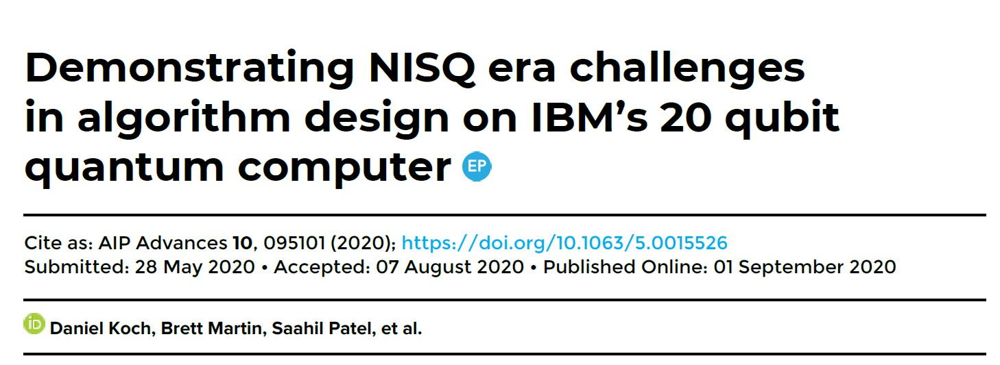 Demonstrating NISQ era challenges
in algorithm design on IBM’s 20 qubit
quantum computer EP
Cite as: AIP Advances 10, 095101 (2020); https://doi.org/10.1063/5.0015526
Submitted: 28 May 2020 • Accepted: 07 August 2020 • Published Online: 01 September 2020
iD Daniel Koch, Brett Martin, Saahil Patel, et al.